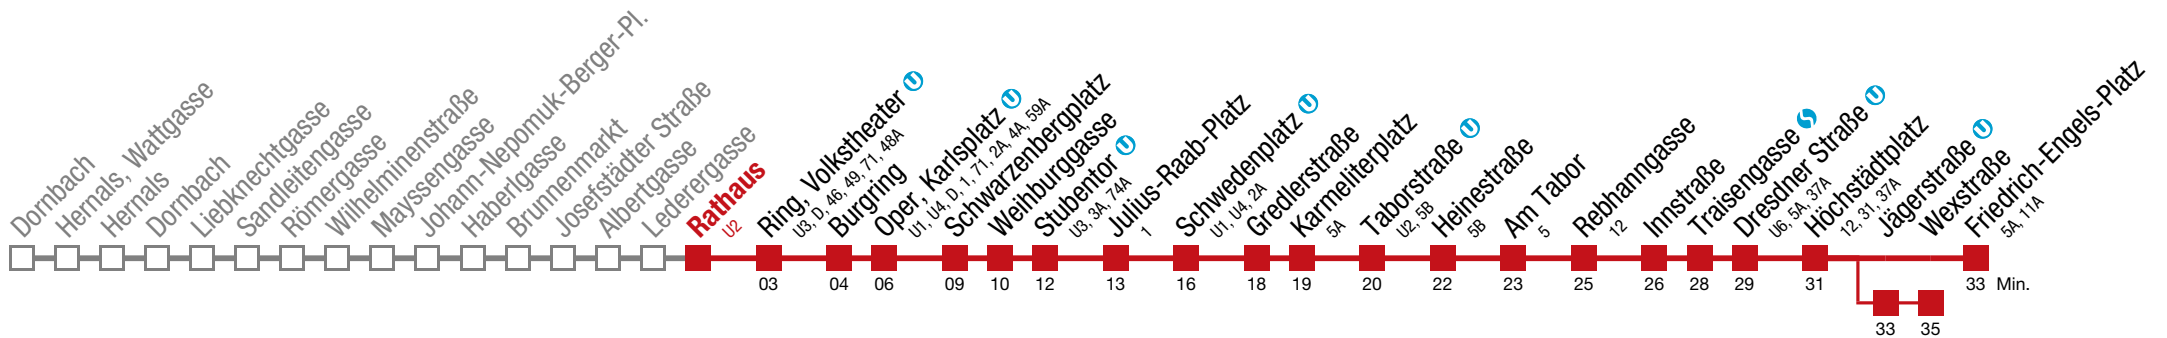 Dornbach
Hernals, Wattgasse
Hernals
Dornbach
Liebknechtgasse
Sandleitengasse
Römergasse
Wilhelminenstraße
Mayssengasse
Johann-Nepomuk-Berger-Pl.
Haberlgasse
Brunnenmarkt
Josefstädter Straße
Albertgasse
Lederergasse
Rathaus
U2
Ring, Volkstheater
U3, D, 46, 49, 71, 48A
Burgring
Oper, Karlsplatz
U1, U4, D, 1, 71, 2A, 4A, 59A
Schwarzenbergplatz
Weihburggasse
Stubentor
U3, 3A, 74A
Julius-Raab-Platz
1
Schwedenplatz
U1, U4, 2A
Gredlerstraße
Karmeliterplatz
5A
Taborstraße
U2, 5B
Heinestraße
5B
Am Tabor
5
Rebhanngasse
12
Innstraße
Traisengasse
Dresdner Straße
U6, 5A, 37A
Höchstädtplatz
12, 31, 37A
Jägerstraße
Wexstraße
Friedrich-Engels-Platz
5A, 11A
03 04 06 09 10 12 13 16 18 19 20 22 23 25 26 28 29 31 33 Min.
33 35